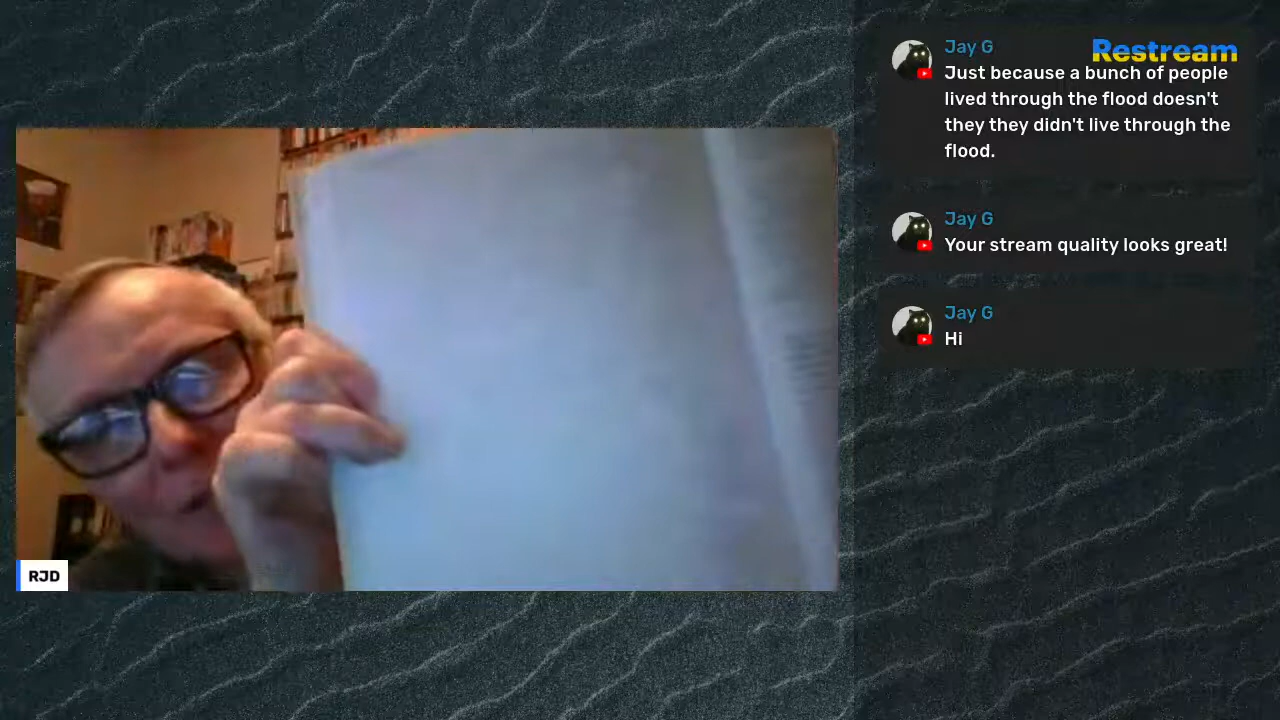 Restream
Jay G
Just because a bunch of people
lived through the flood doesn't
they they didn't live through the
flood.
Jay G
Your stream quality looks great!
Jay G
Hi
RJD